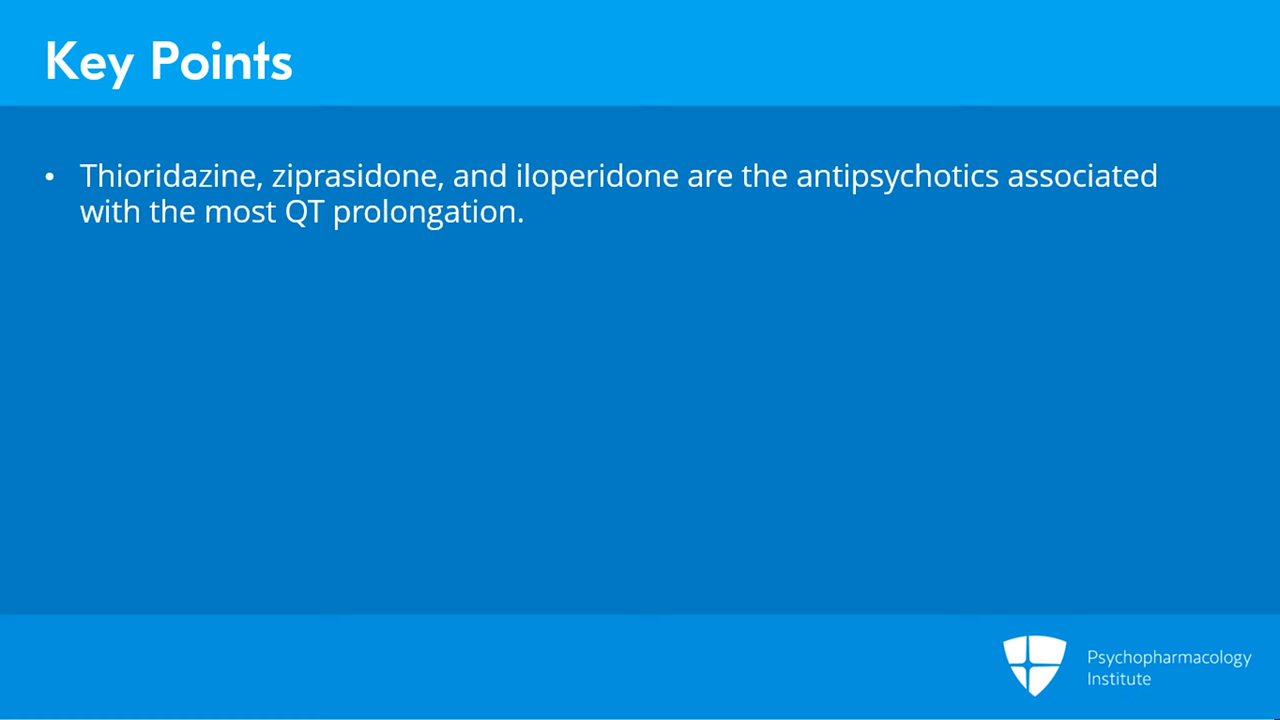 Key Points
• Thioridazine, ziprasidone, and iloperidone are the antipsychotics associated
with the most QT prolongation.
Psychopharmacology
Institute